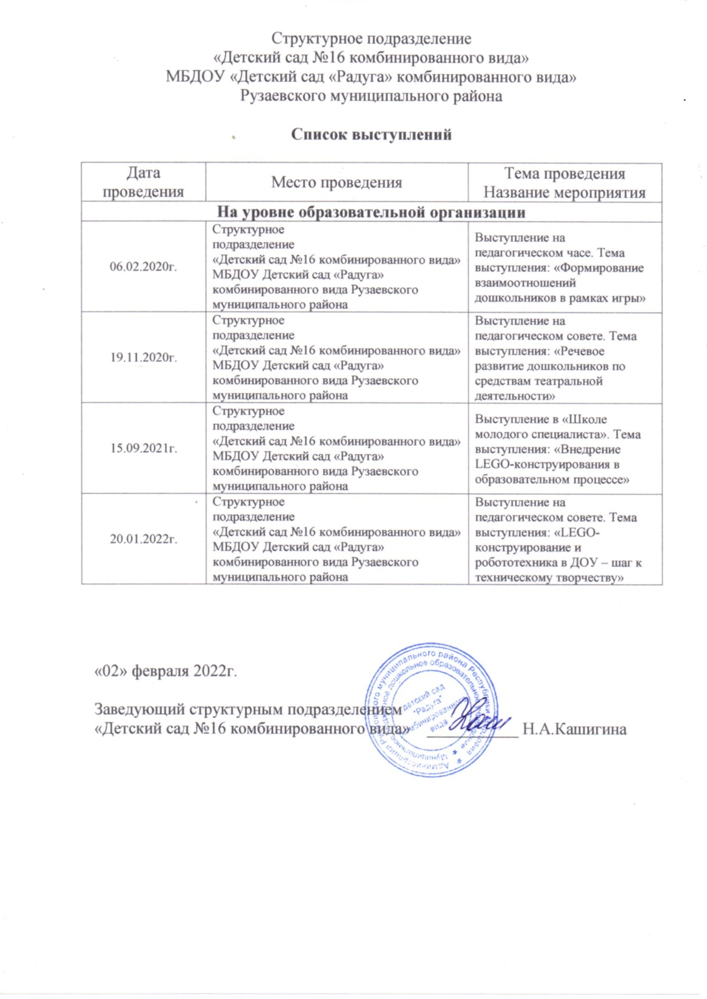 Структурное подразделение
«Детский сад №16 комбинированного вида»
МБДОУ «Детский сад «Радуга» комбинированного вида»
Рузаевского муниципального района
Список выступлений
Дата
проведения
Место проведения
Тема проведения
Название мероприятия
На уровне образовательной организации
06.02.2020г.
Структурное
подразделение
«Детский сад №16 комбинированного вида»
МБДОУ Детский сад «Радуга»
комбинированного вида Рузаевского
муниципального района
Выступление на
педагогическом часе. Тема
выступления: «Формирование
взаимоотношений
дошкольников в рамках игры»
19.11.2020г.
Структурное
подразделение
«Детский сад №16 комбинированного вида»
МБДОУ Детский сад «Радуга»
комбинированного вида Рузаевского
муниципального района
Выступление на
педагогическом совете. Тема
выступления: «Речевое
развитие дошкольников по
средствам театральной
деятельности»
15.09.2021г.
Структурное
подразделение
«Детский сад №16 комбинированного вида»
МБДОУ Детский сад «Радуга»
комбинированного вида Рузаевского
муниципального района
Выступление в «Школе
молодого специалиста». Тема
выступления: «Внедрение
LEGO-конструирования в
образовательном процессе»
20.01.2022г.
Структурное
подразделение
«Детский сад №16 комбинированного вида»
МБДОУ Детский сад «Радуга»
комбинированного вида Рузаевского
муниципального района
Выступление на
педагогическом совете. Тема
выступления: «LEGO-
конструирование и
робототехника в ДОУ – шаг к
техническому творчеству»
«02» февраля 2022г.
Заведующий структурным подразделением
«Детский сад №16 комбинированного вида» ___________ Н.А.Кашигина
детский сад
"Радуга"
комбинированного
вида
муниципального района Республики
дошкольное образовательное